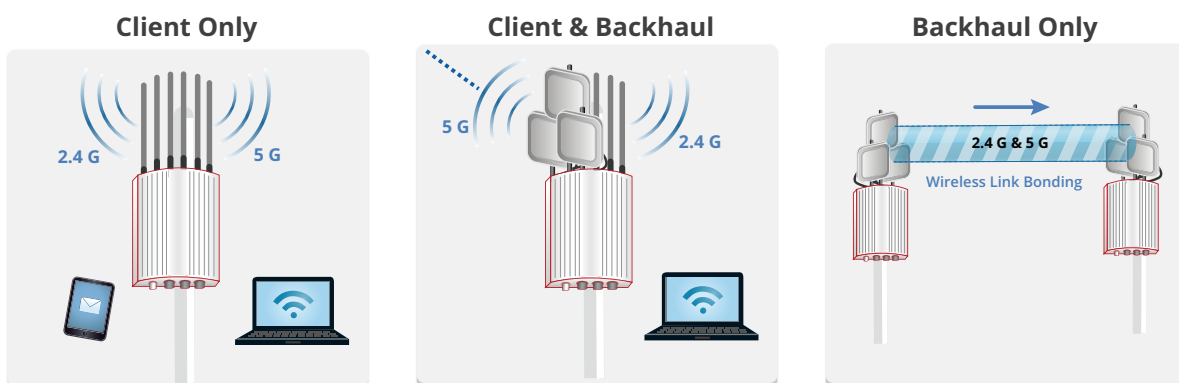 Client Only
2.4 G
5 G
Client & Backhaul
5 G
2.4 G
Backhaul Only
2.4 G & 5 G
Wireless Link Bonding